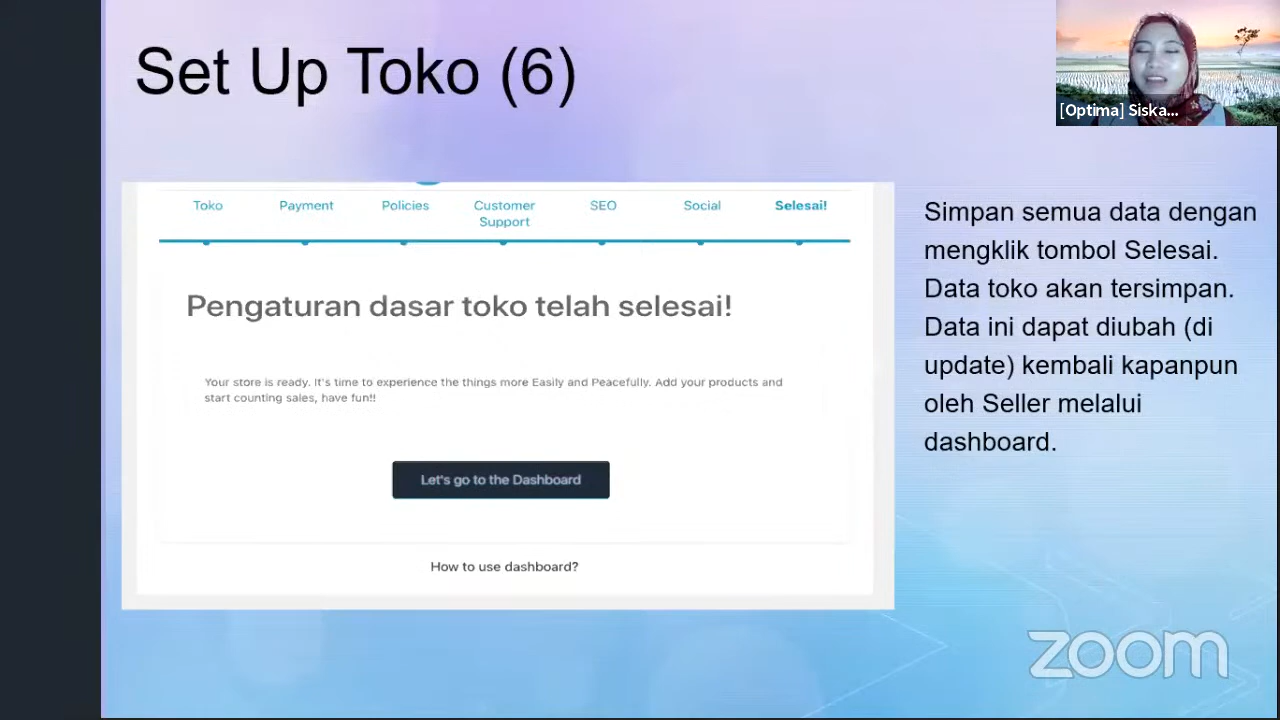 Set Up Toko (6)
[Optima] Siska...
Toko
Payment
Policies
Customer
Support
SEO
Social
Selesai!
Pengaturan dasar toko telah selesai!
Your store is ready. It's time to experience the things more Easily and Peacefully. Add your products and
start counting sales, have fun!!
Let's go to the Dashboard
How to use dashboard?
Simpan semua data dengan
mengklik tombol Selesai.
Data toko akan tersimpan.
Data ini dapat diubah (di
update) kembali kapanpun
oleh Seller melalui
dashboard.
zoom